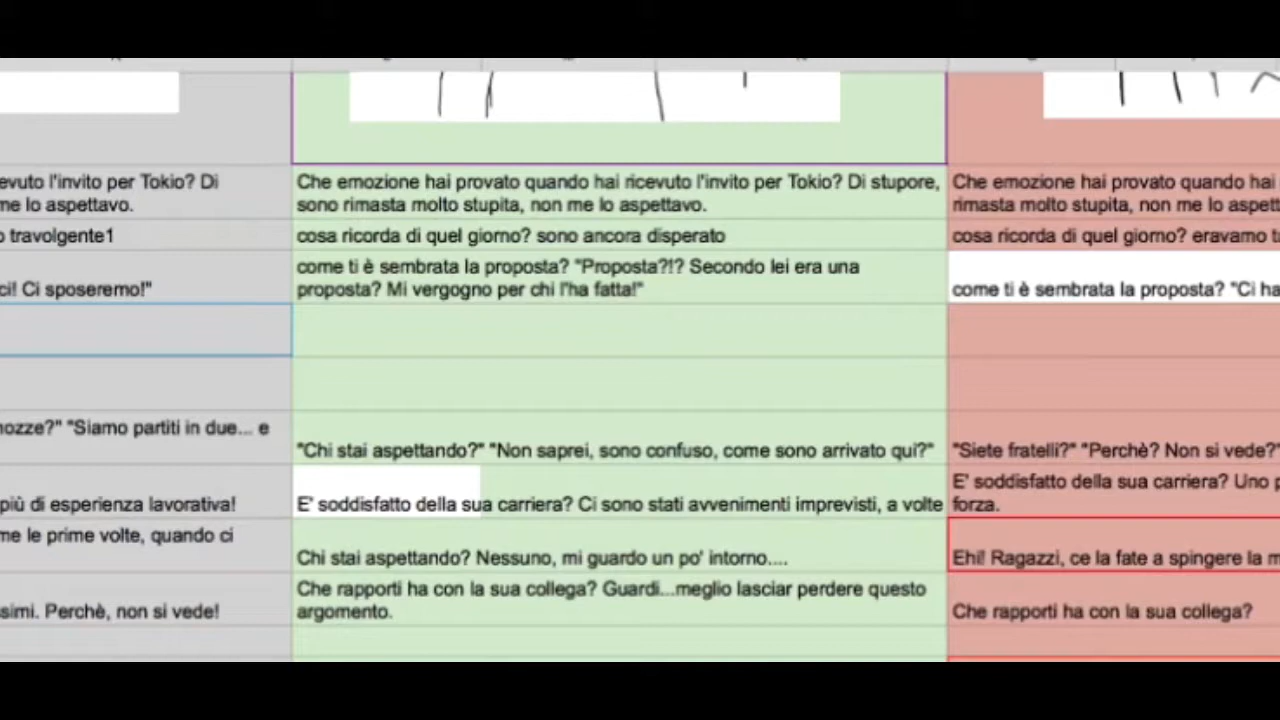 evuto l'invito per Tokio? Di
me lo aspettavo.
travolgente1
ci! Ci sposeremo!"
nozze?" "Siamo partiti in due... e
più di esperienza lavorativa!
me le prime volte, quando ci
ssimi. Perchè, non si vede!
Che emozione hai provato quando hai ricevuto l'invito per Tokio? Di stupore,
sono rimasta molto stupita, non me lo aspettavo.
cosa ricorda di quel giorno? sono ancora disperato
come ti è sembrata la proposta? "Proposta?!? Secondo lei era una
proposta? Mi vergogno per chi l'ha fatta!"
"Chi stai aspettando?" "Non saprei, sono confuso, come sono arrivato qui?"
E' soddisfatto della sua carriera? Ci sono stati avvenimenti imprevisti, a volte
Chi stai aspettando? Nessuno, mi guardo un po' intorno....
Che rapporti ha con la sua collega? Guardi...meglio lasciar perdere questo
argomento.
Che emozione hai provato quando hai
rimasta molto stupita, non me lo aspett
cosa ricorda di quel giorno? eravamo ta
come ti è sembrata la proposta? "Ci ha
"Siete fratelli?" "Perchè? Non si vede?"
E' soddisfatto della sua carriera? Uno p
forza.
Ehi! Ragazzi, ce la fate a spingere la m
Che rapporti ha con la sua collega?